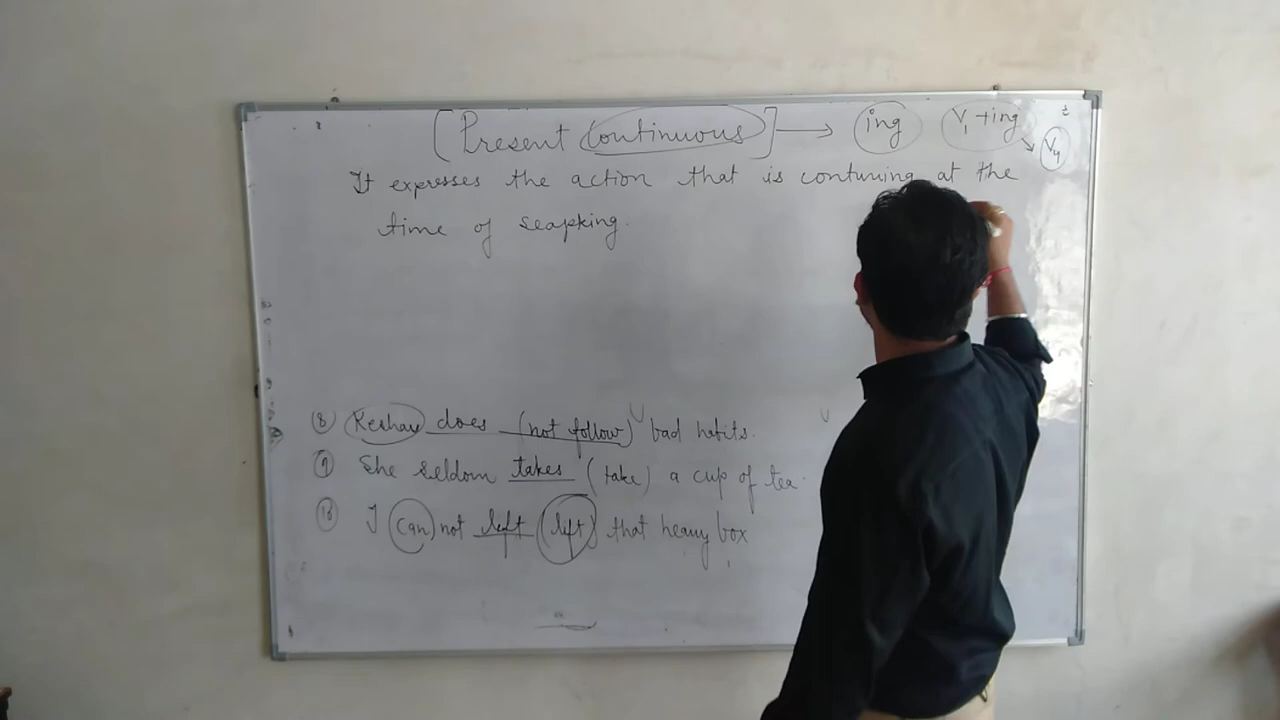 [Present Continuous] → ing V1 + ing
↘ V4
It expresses the action that is contuning at the
time of seapking.
(8) Keshav does (not follow) bad habits.
(9) She seldom takes (take) a cup of tea.
(10) I can not left (left) that heavy box